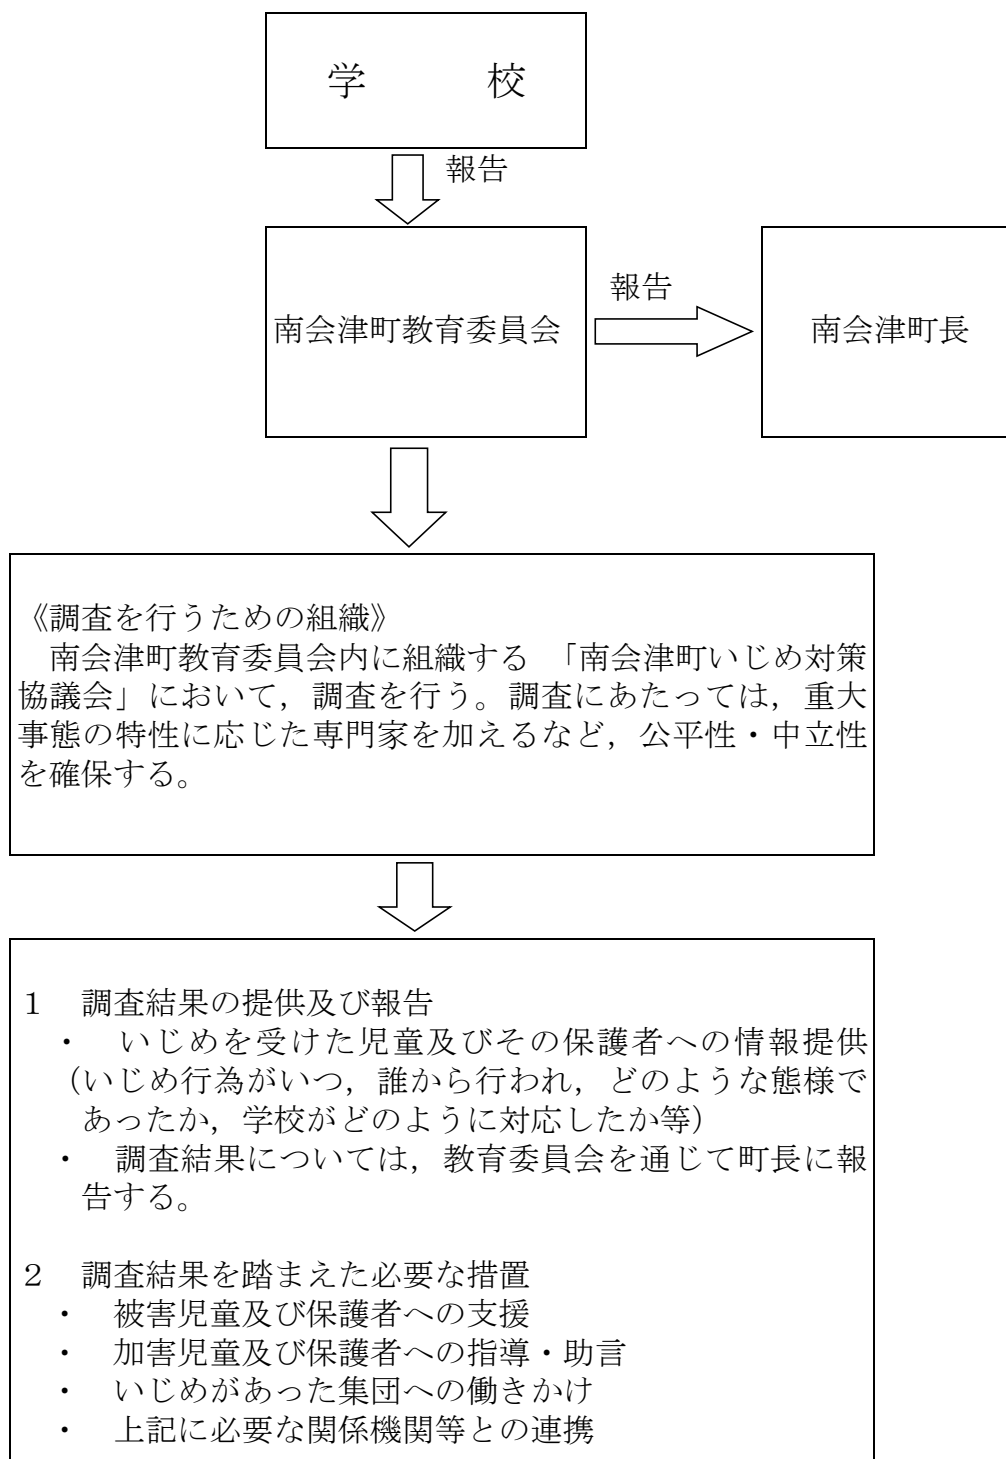 学　　　校
報告
報告
南会津町教育委員会
南会津町長
《調査を行うための組織》
　南会津町教育委員会内に組織する　「南会津町いじめ対策
協議会」において，調査を行う。調査にあたっては，重大
事態の特性に応じた専門家を加えるなど，公平性・中立性
を確保する。
１　調査結果の提供及び報告
・　いじめを受けた児童及びその保護者への情報提供
（いじめ行為がいつ，誰から行われ，どのような態様で
あったか，学校がどのように対応したか等）
・　調査結果については，教育委員会を通じて町長に報
告する。
２　調査結果を踏まえた必要な措置
・　被害児童及び保護者への支援
・　加害児童及び保護者への指導・助言
・　いじめがあった集団への働きかけ
・　上記に必要な関係機関等との連携